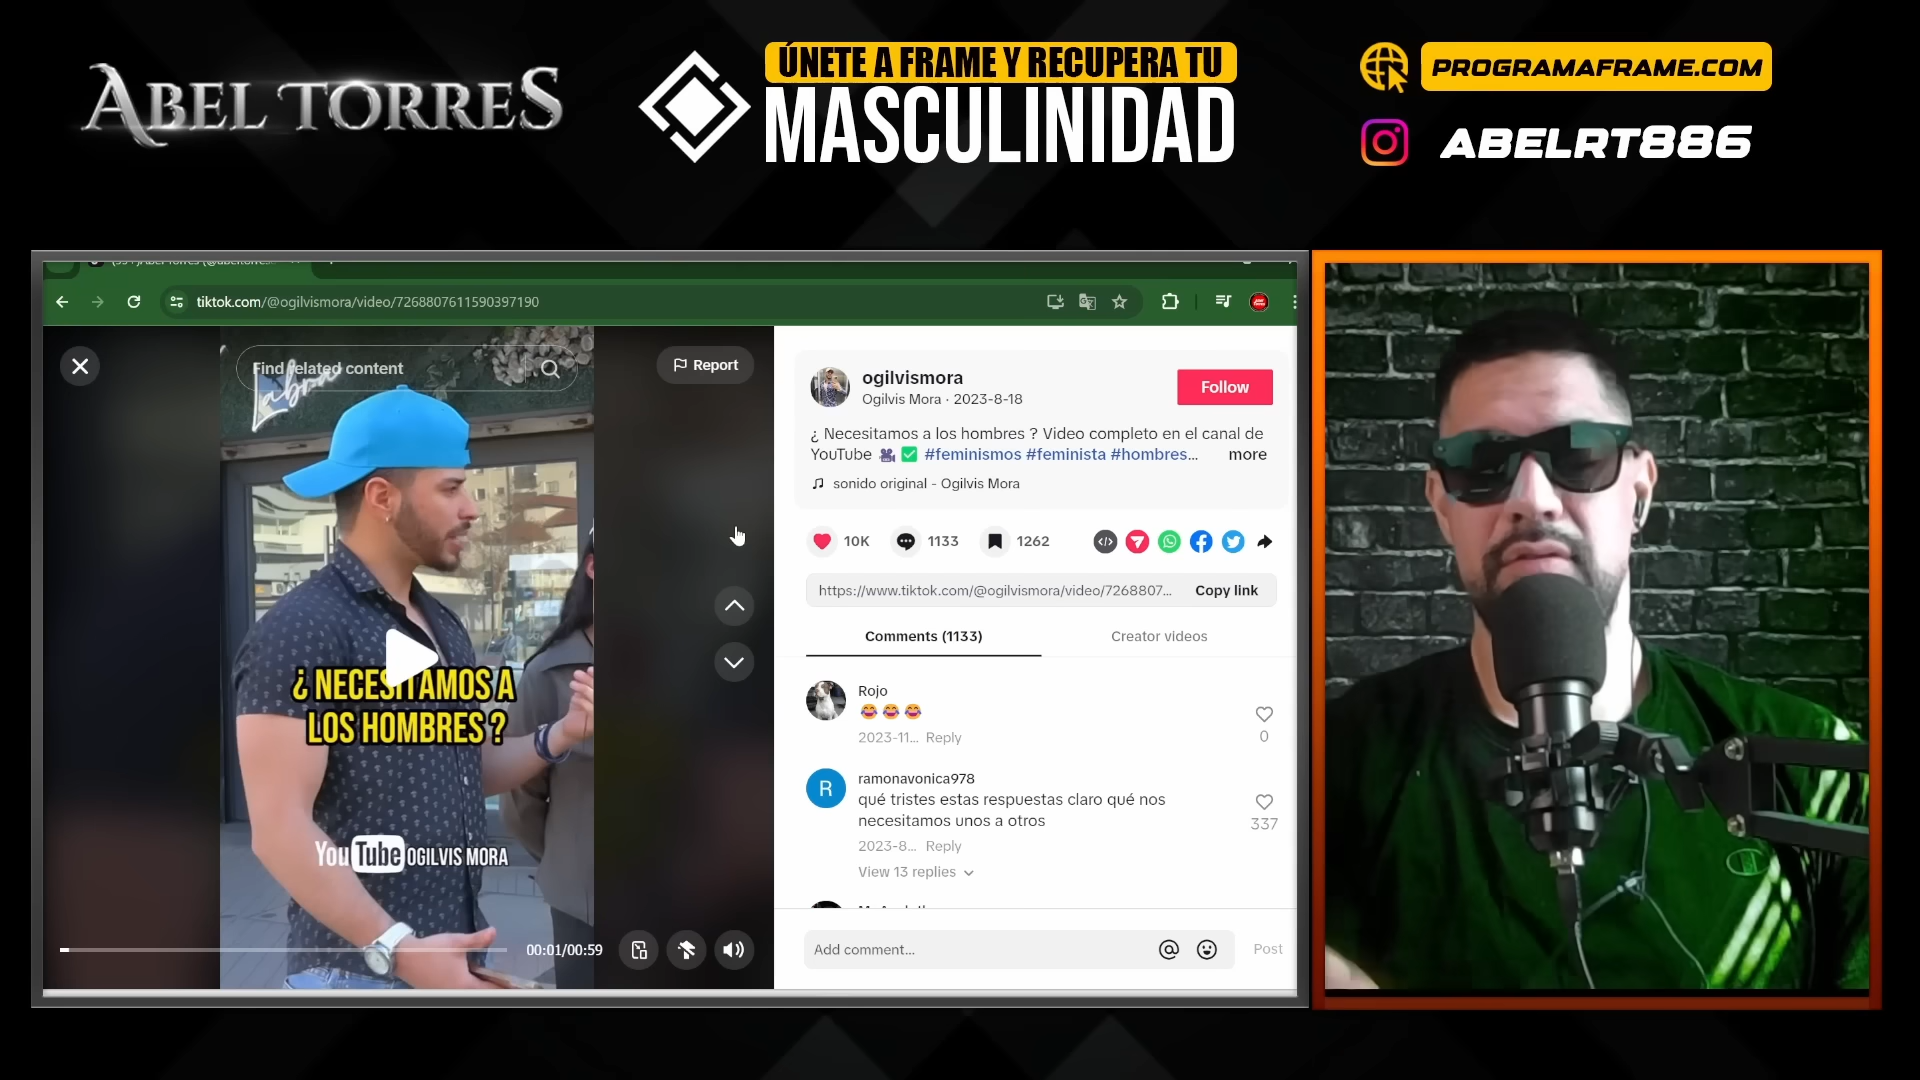 ABEL TORRES
ÚNETE A FRAME Y RECUPERA TU
MASCULINIDAD
PROGRAMAFRAME.COM
ABELRT886
tiktok.com/@ogilvismora/video/7268807611590397190
Find related content
Report
¿ NECESITAMOS A
LOS HOMBRES ?
YouTube OGILVIS MORA
00:01/00:59
ogilvismora
Ogilvis Mora · 2023-8-18
Follow
¿ Necesitamos a los hombres ? Video completo en el canal de
YouTube 🎥 ✅ #feminismos #feminista #hombres... more
sonido original - Ogilvis Mora
10K
1133
1262
https://www.tiktok.com/@ogilvismora/video/7268807...
Copy link
Comments (1133)
Creator videos
Rojo
😂😂😂
2023-11... Reply
0
ramonavonica978
qué tristes estas respuestas claro qué nos
necesitamos unos a otros
337
2023-8... Reply
View 13 replies
R
Add comment...
Post